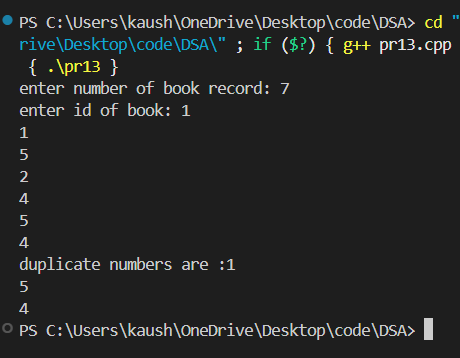 PS C:\Users\kaush\OneDrive\Desktop\code\DSA> cd "
rive\Desktop\code\DSA\" ; if ($?) { g++ pr13.cpp
{ .\pr13 }
enter number of book record: 7
enter id of book: 1
1
5
2
4
5
4
duplicate numbers are :1
5
4
PS C:\Users\kaush\OneDrive\Desktop\code\DSA>